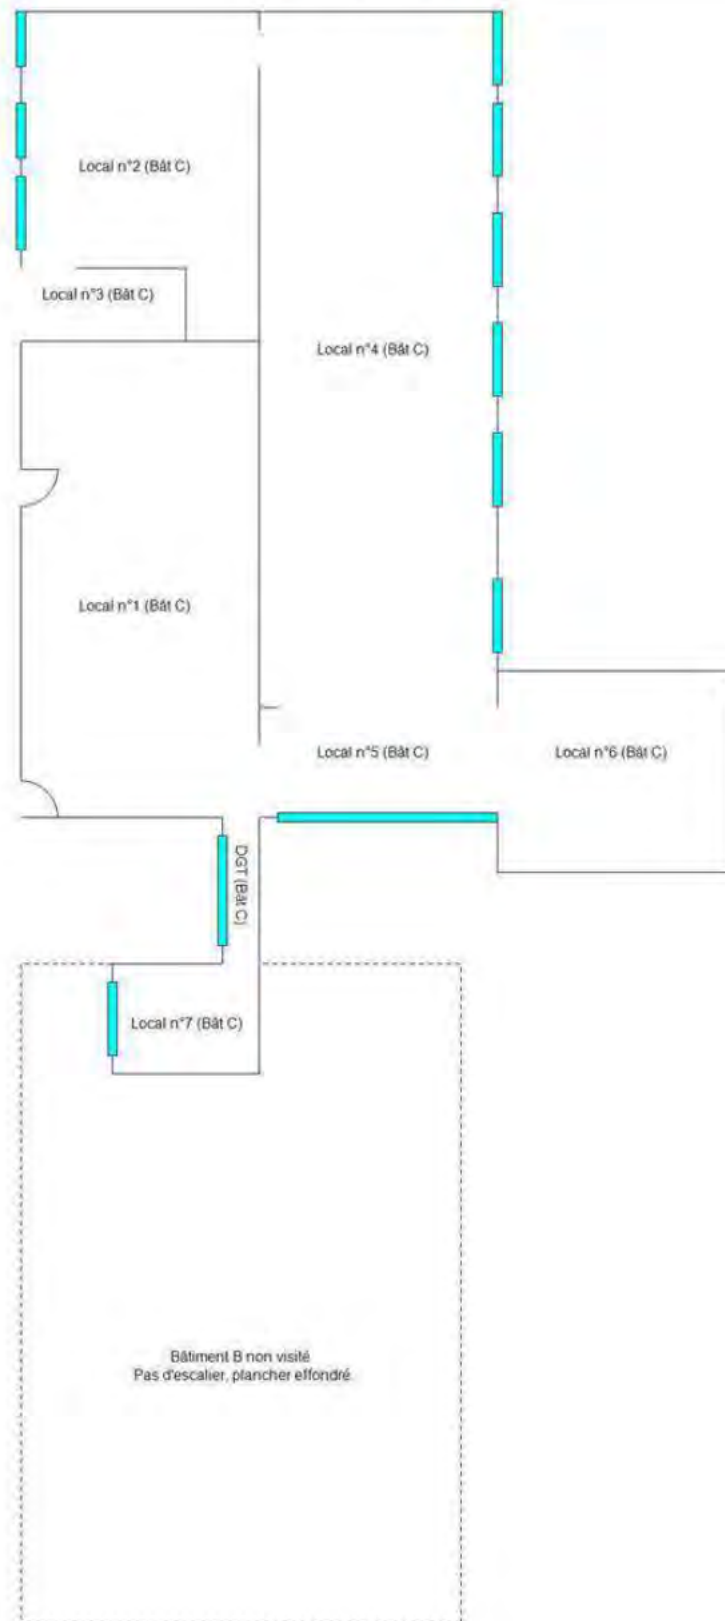 Local n°2 (Bât C)
Local n°3 (Bât C)
Local n°4 (Bât C)
Local n°1 (Bât C)
Local n°5 (Bât C)
Local n°6 (Bât C)
DGT (Bât C)
Local n°7 (Bât C)
Bâtiment B non visité
Pas d'escalier, plancher effondré